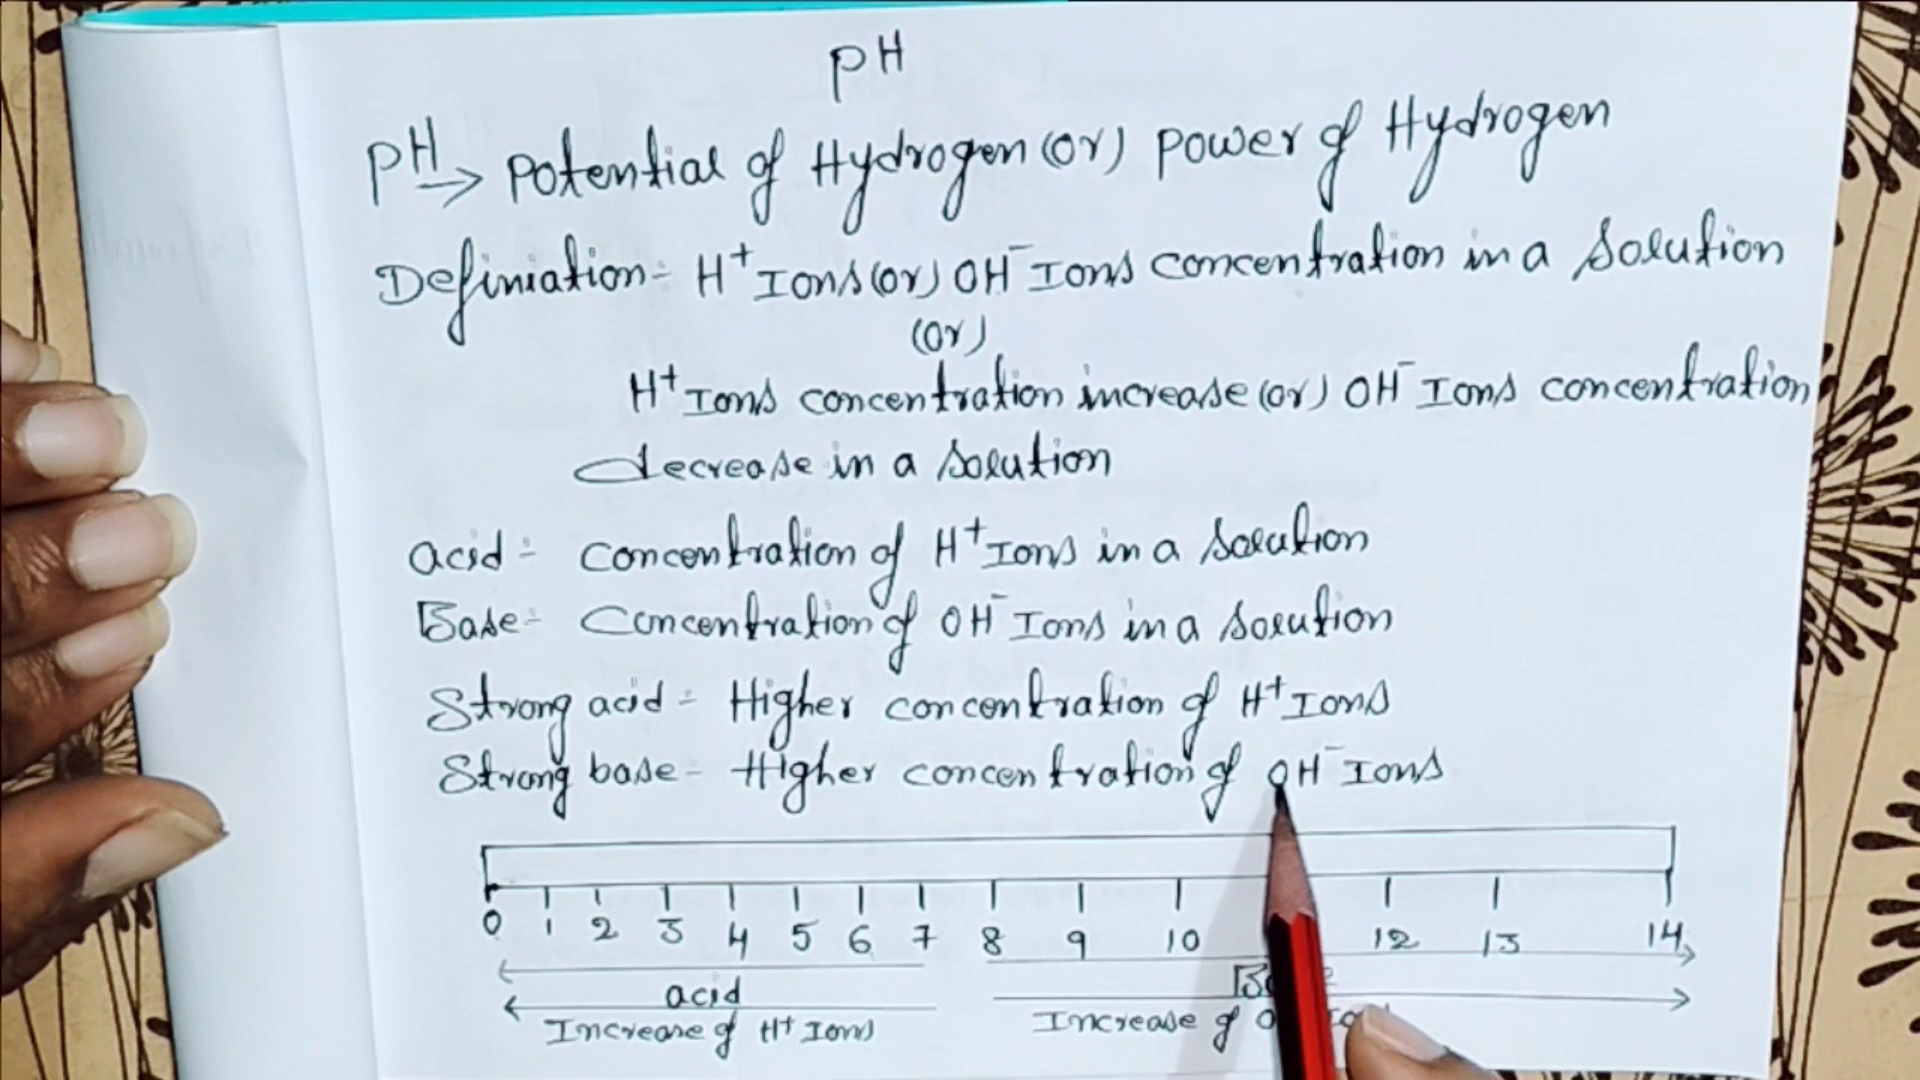 PH
PH → Potential of Hydrogen (or) Power of Hydrogen
Definiation:- H+ Ions (or) OH- Ions concentration in a solution
(or)
H+ Ions concentration increase (or) OH- Ions concentration
decrease in a solution
acid:- concentration of H+ Ions in a solution
Base:- Concentration of OH- Ions in a solution
Strong acid:- Higher concentration of H+ Ions
Strong base- Higher concentration of OH- Ions
0 1 2 3 4 5 6 7 8 9 10 12 13 14
acid
Increase of H+ Ions Increase of